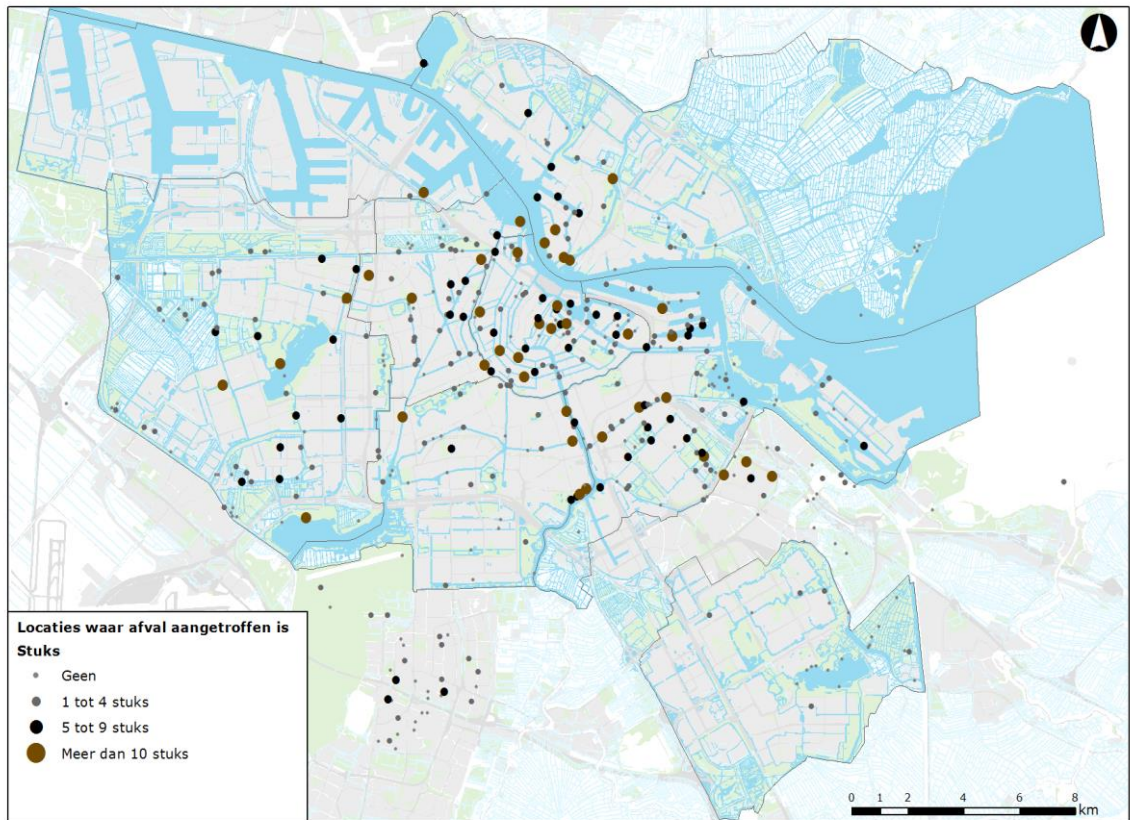 Locaties waar afval aangetroffen is
Stuks
Geen
1 tot 4 stuks
5 tot 9 stuks
Meer dan 10 stuks
0 1 2 4 6 8
km